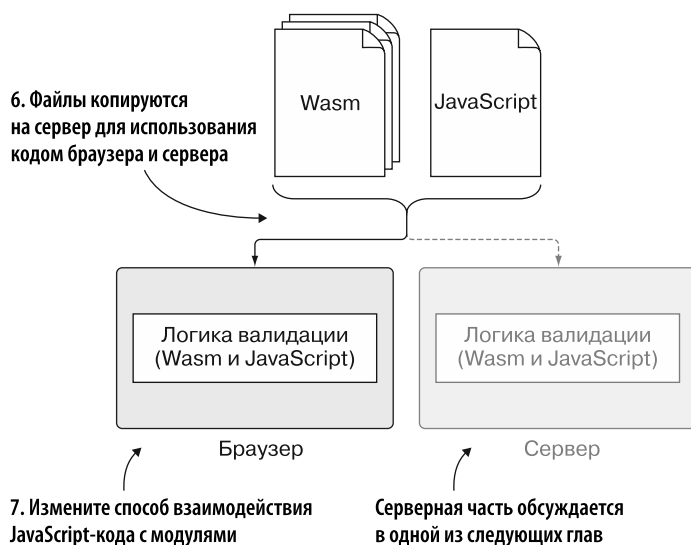 Wasm
JavaScript
6. Файлы копируются
на сервер для использования
кодом браузера и сервера
Логика валидации
(Wasm и JavaScript)
Логика валидации
(Wasm и JavaScript)
Браузер
Сервер
7. Измените способ взаимодействия
JavaScript-кода с модулями
Серверная часть обсуждается
в одной из следующих глав